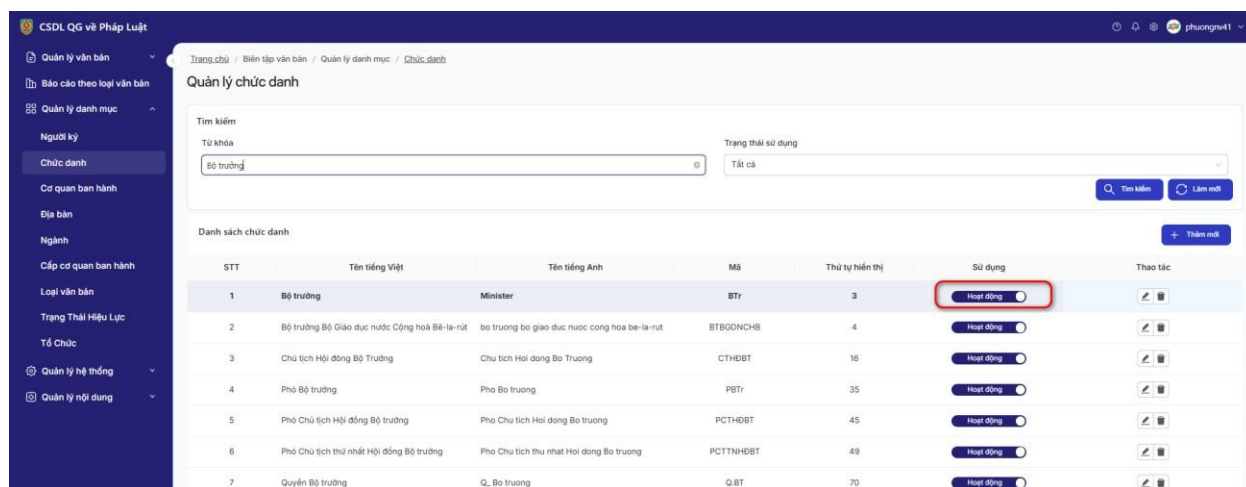 CSDL QG về Pháp Luật
phuongnv41
Quản lý văn bản
Báo cáo theo loại văn bản
Quản lý danh mục
Người ký
Chức danh
Cơ quan ban hành
Địa bàn
Ngành
Cấp cơ quan ban hành
Loại văn bản
Trạng Thái Hiệu Lực
Tổ Chức
Quản lý hệ thống
Quản lý nội dung
Trang chủ / Biên tập văn bản / Quản lý danh mục / Chức danh
Quản lý chức danh
Tìm kiếm
Từ khóa Trạng thái sử dụng
Bộ trưởng Tất cả
Tìm kiếm Làm mới
Danh sách chức danh + Thêm mới
STT Tên tiếng Việt Tên tiếng Anh Mã Thứ tự hiển thị Sử dụng Thao tác
1 Bộ trưởng Minister BTr 3 Hoạt động
2 Bộ trưởng Bộ Giáo dục nước Cộng hoà Bê-la-rút bo truong bo giao duc nuoc cong hoa be-la-rut BTBGDNCHB 4 Hoạt động
3 Chủ tịch Hội đồng Bộ Trưởng Chu tich Hoi dong Bo Truong CTHĐBT 16 Hoạt động
4 Phó Bộ trưởng Pho Bo truong PBTr 35 Hoạt động
5 Phó Chủ tịch Hội đồng Bộ trưởng Pho Chu tich Hoi dong Bo truong PCTHĐBT 45 Hoạt động
6 Phó Chủ tịch thứ nhất Hội đồng Bộ trưởng Pho Chu tich thu nhat Hoi dong Bo truong PCTTNHĐBT 49 Hoạt động
7 Quyền Bộ trưởng Q_ Bo truong Q.BT 70 Hoạt động